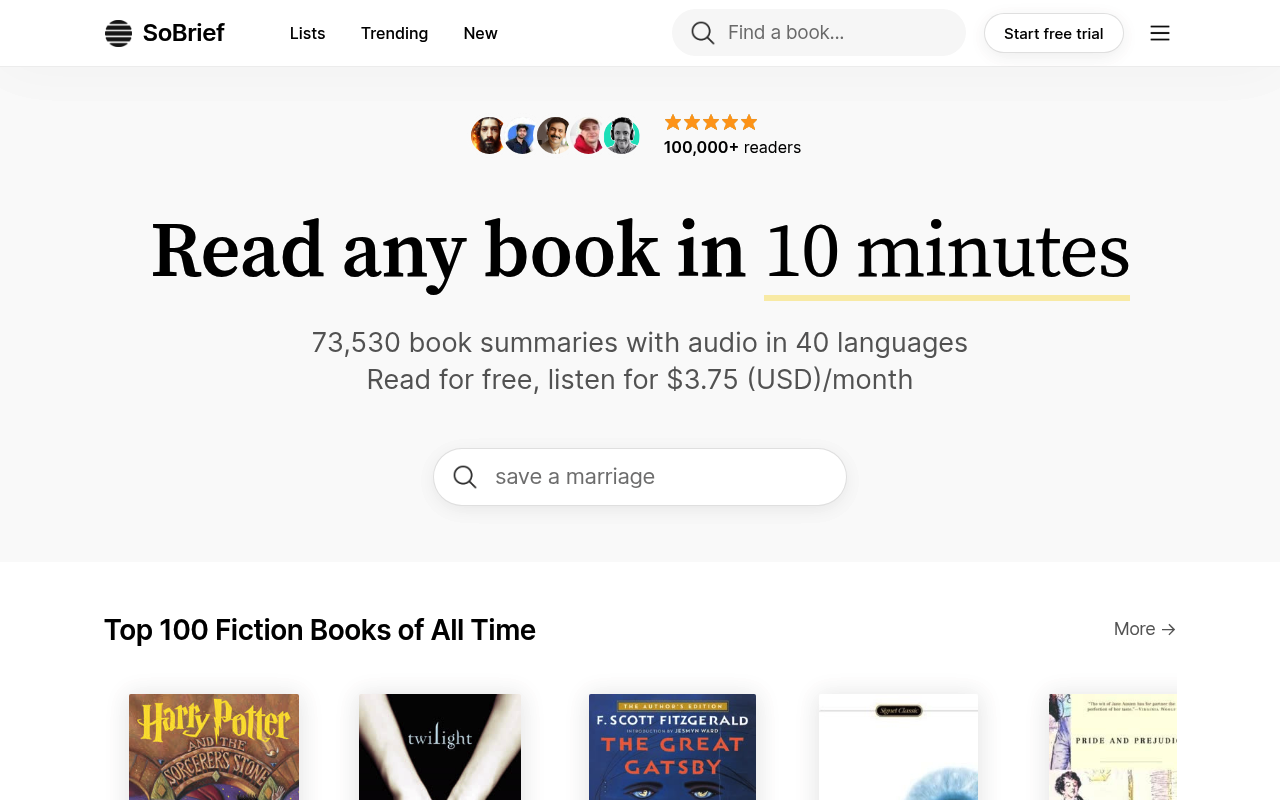 SoBrief
Lists
Trending
New
Find a book...
Start free trial
100,000+ readers
Read any book in 10 minutes
73,530 book summaries with audio in 40 languages
Read for free, listen for $3.75 (USD)/month
save a marriage
Top 100 Fiction Books of All Time
More →
Harry Potter
AND THE
SORCERER'S STONE
twilight
THE AUTHOR'S EDITION
F. SCOTT FITZGERALD
INTRODUCTION BY JESMYN WARD
THE GREAT
GATSBY
Signet Classic
PRIDE AND PREJUDI